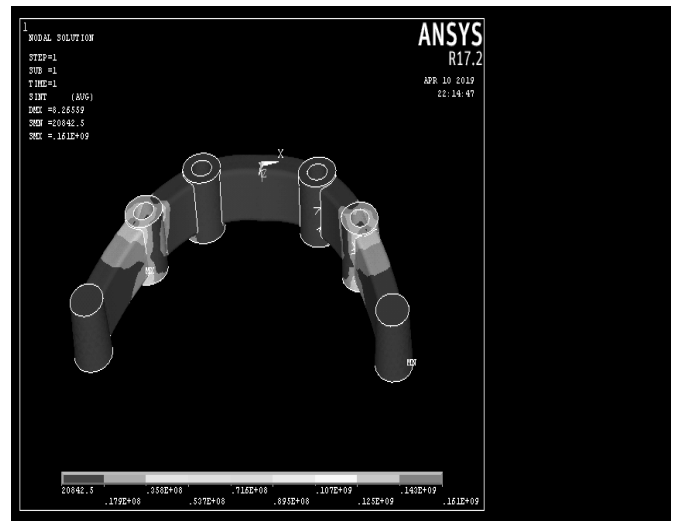 1
NODAL SOLUTION
STEP=1
SUB =1
TIME=1
SINT (AVG)
DMX =8.26559
SMN =20842.5
SMX =.161E+09
ANSYS
R17.2
APR 10 2019
22:14:47
X
Z
MX
MN
20842.5 .358E+08 .716E+08 .107E+09 .143E+09
.179E+08 .537E+08 .895E+08 .125E+09 .161E+09